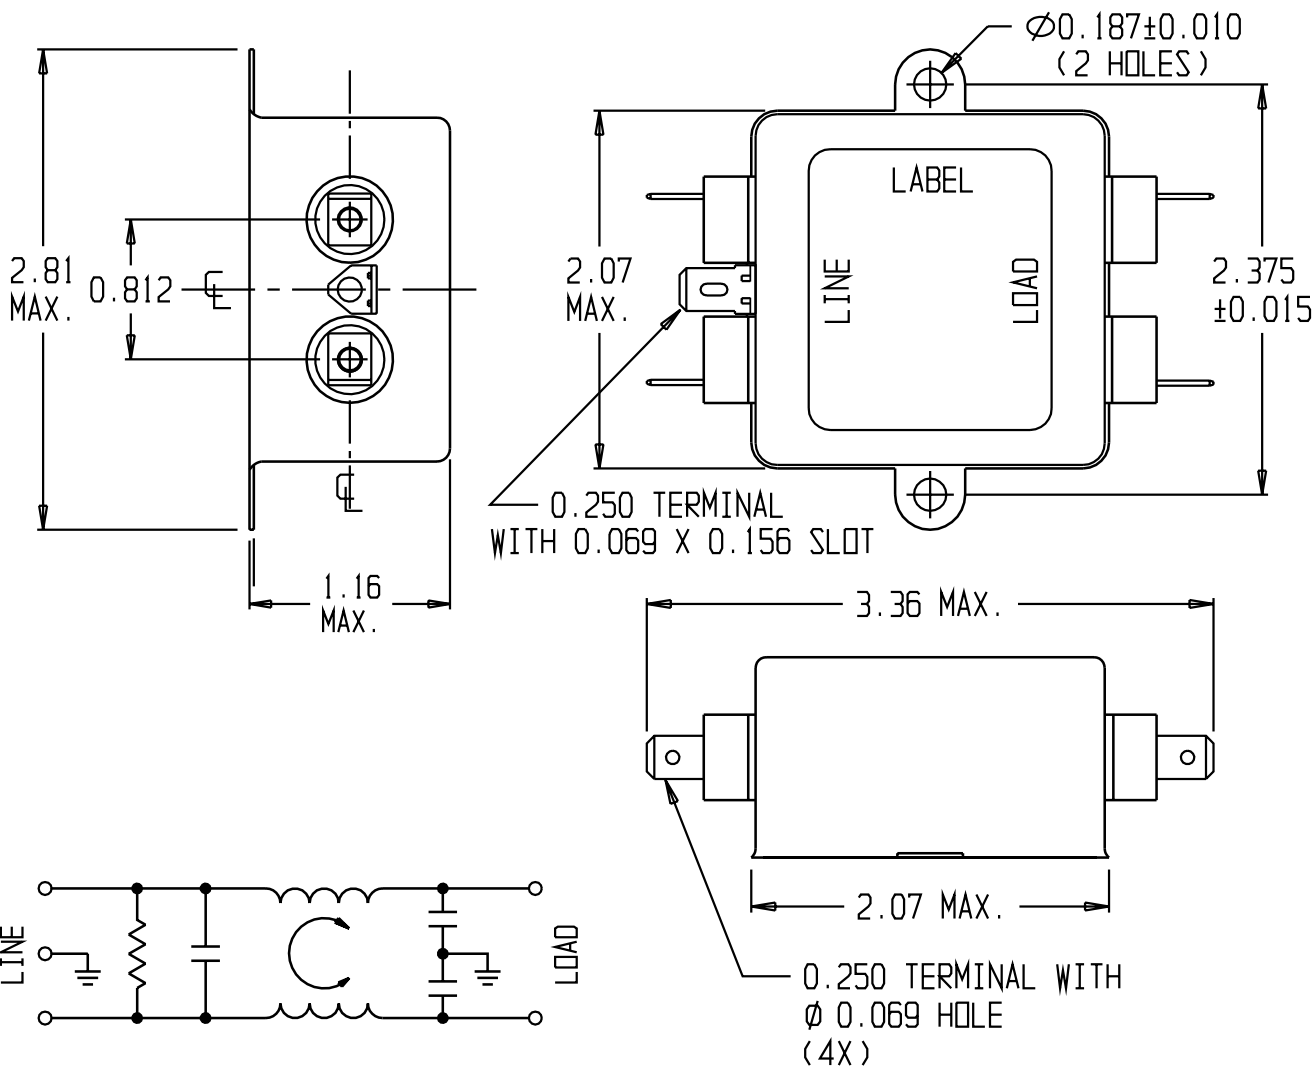 Ø0.187±0.010
(2 HOLES)
2.81
MAX.
0.812
2.07
MAX.
LABEL
LINE
LOAD
2.375
±0.015
0.250 TERMINAL
WITH 0.069 X 0.156 SLOT
1.16
MAX.
3.36 MAX.
2.07 MAX.
0.250 TERMINAL WITH
Ø 0.069 HOLE
(4X)
LINE
LOAD